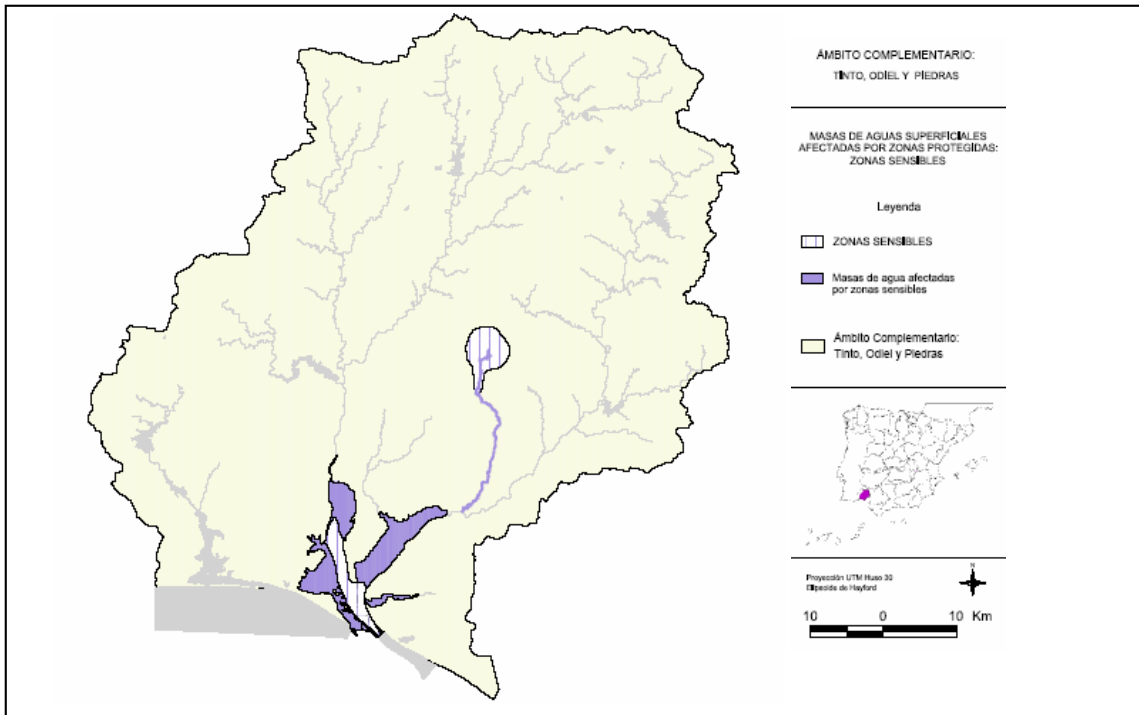 ÁMBITO COMPLEMENTARIO:
TINTO, ODIEL Y PIEDRAS
MASAS DE AGUAS SUPERFICIALES
AFECTADAS POR ZONAS PROTEGIDAS:
ZONAS SENSIBLES
Leyenda
ZONAS SENSIBLES
Masas de agua afectadas
por zonas sensibles
Ámbito Complementario:
Tinto, Odiel y Piedras
Proyección UTM Huso 30
Elipsoide de Hayford
N
10 0 10 Km